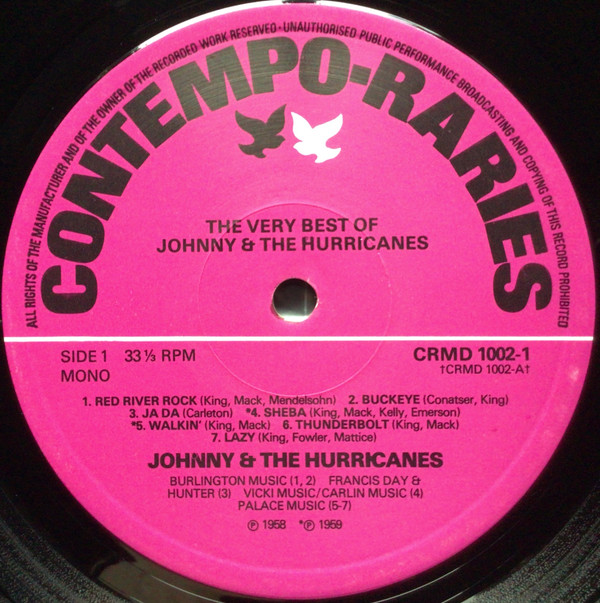 ALL RIGHTS OF THE MANUFACTURER AND OF THE OWNER OF THE RECORDED WORK RESERVED · UNAUTHORISED PUBLIC PERFORMANCE BROADCASTING AND COPYING OF THIS RECORD PROHIBITED
CONTEMPO-RARIES
THE VERY BEST OF
JOHNNY & THE HURRICANES
SIDE 1 33⅓ RPM
MONO
CRMD 1002-1
†CRMD 1002-A†
1. RED RIVER ROCK (King, Mack, Mendelsohn) 2. BUCKEYE (Conatser, King)
3. JA DA (Carleton) *4. SHEBA (King, Mack, Kelly, Emerson)
*5. WALKIN' (King, Mack) 6. THUNDERBOLT (King, Mack)
7. LAZY (King, Fowler, Mattice)
JOHNNY & THE HURRICANES
BURLINGTON MUSIC (1, 2) FRANCIS DAY &
HUNTER (3) VICKI MUSIC/CARLIN MUSIC (4)
PALACE MUSIC (5-7)
℗ 1958 *℗ 1959